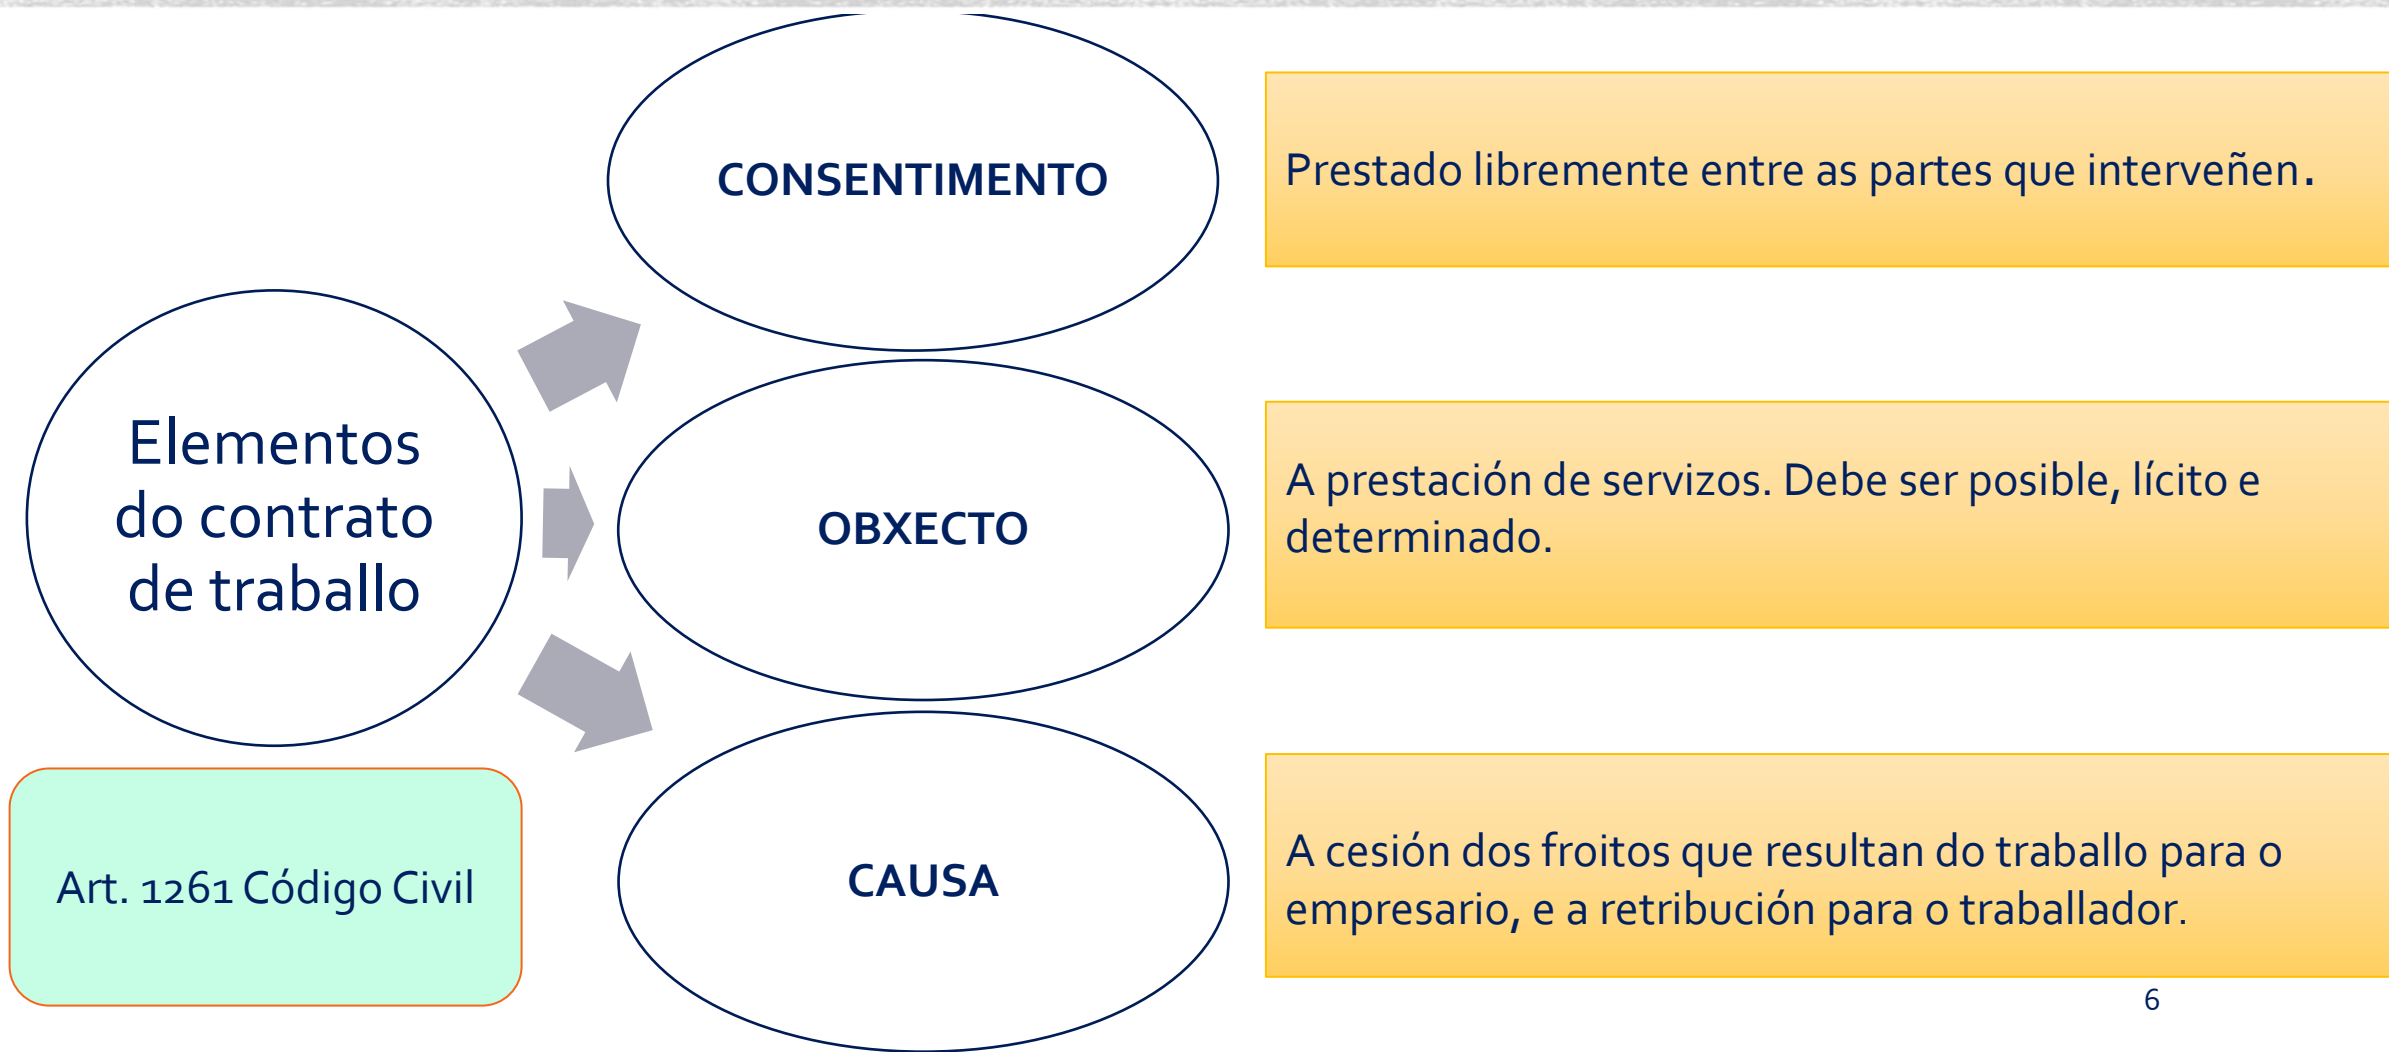 Elementos
do contrato
de traballo
Art. 1261 Código Civil
CONSENTIMENTO
Prestado libremente entre as partes que interveñen.
OBXECTO
A prestación de servizos. Debe ser posible, lícito e
determinado.
CAUSA
A cesión dos froitos que resultan do traballo para o
empresario, e a retribución para o traballador.
6